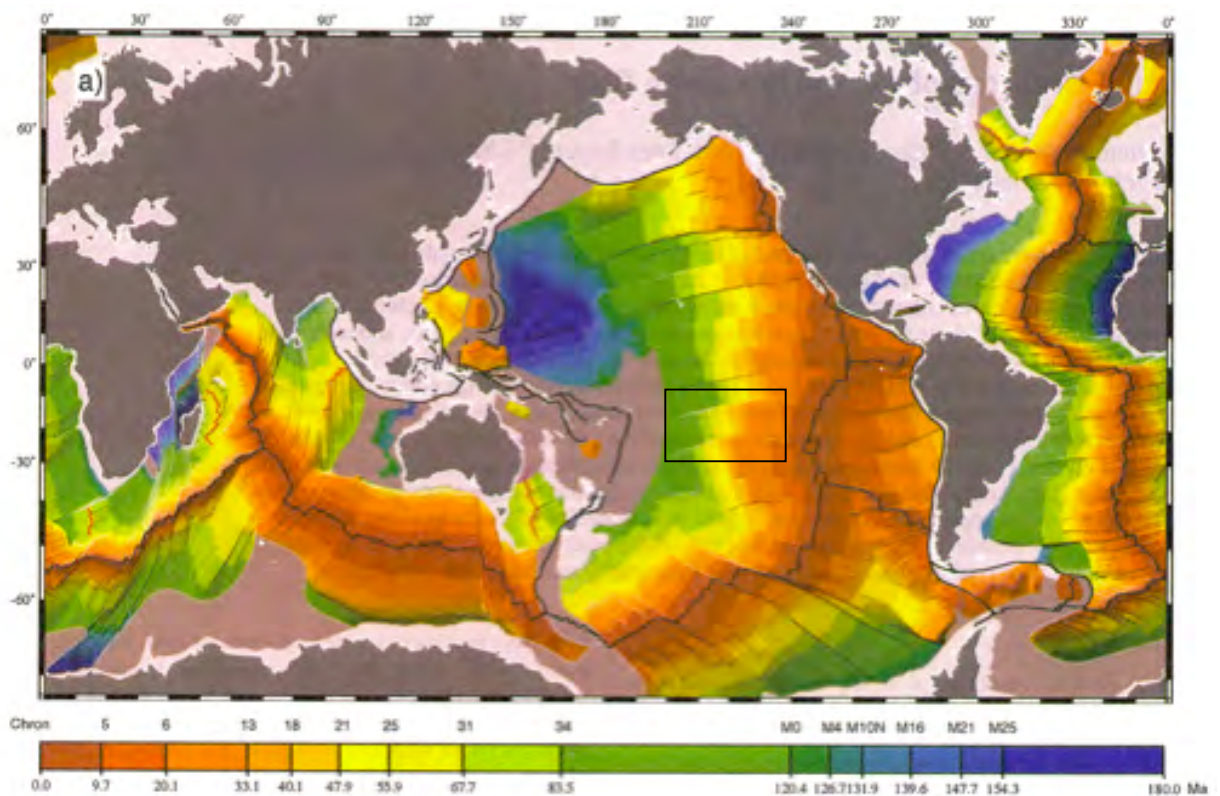 0° 30° 60° 90° 120° 150° 180° 210° 240° 270° 300° 330° 0°
a)
60°
30°
0°
-30°
-60°
Chron 5 6 13 18 21 25 31 34 M0 M4 M10N M16 M21 M25
0.0 9.7 20.1 33.1 40.1 47.9 55.9 67.7 83.5 120.4 126.7 131.9 139.6 147.7 154.3 180.0 Ma